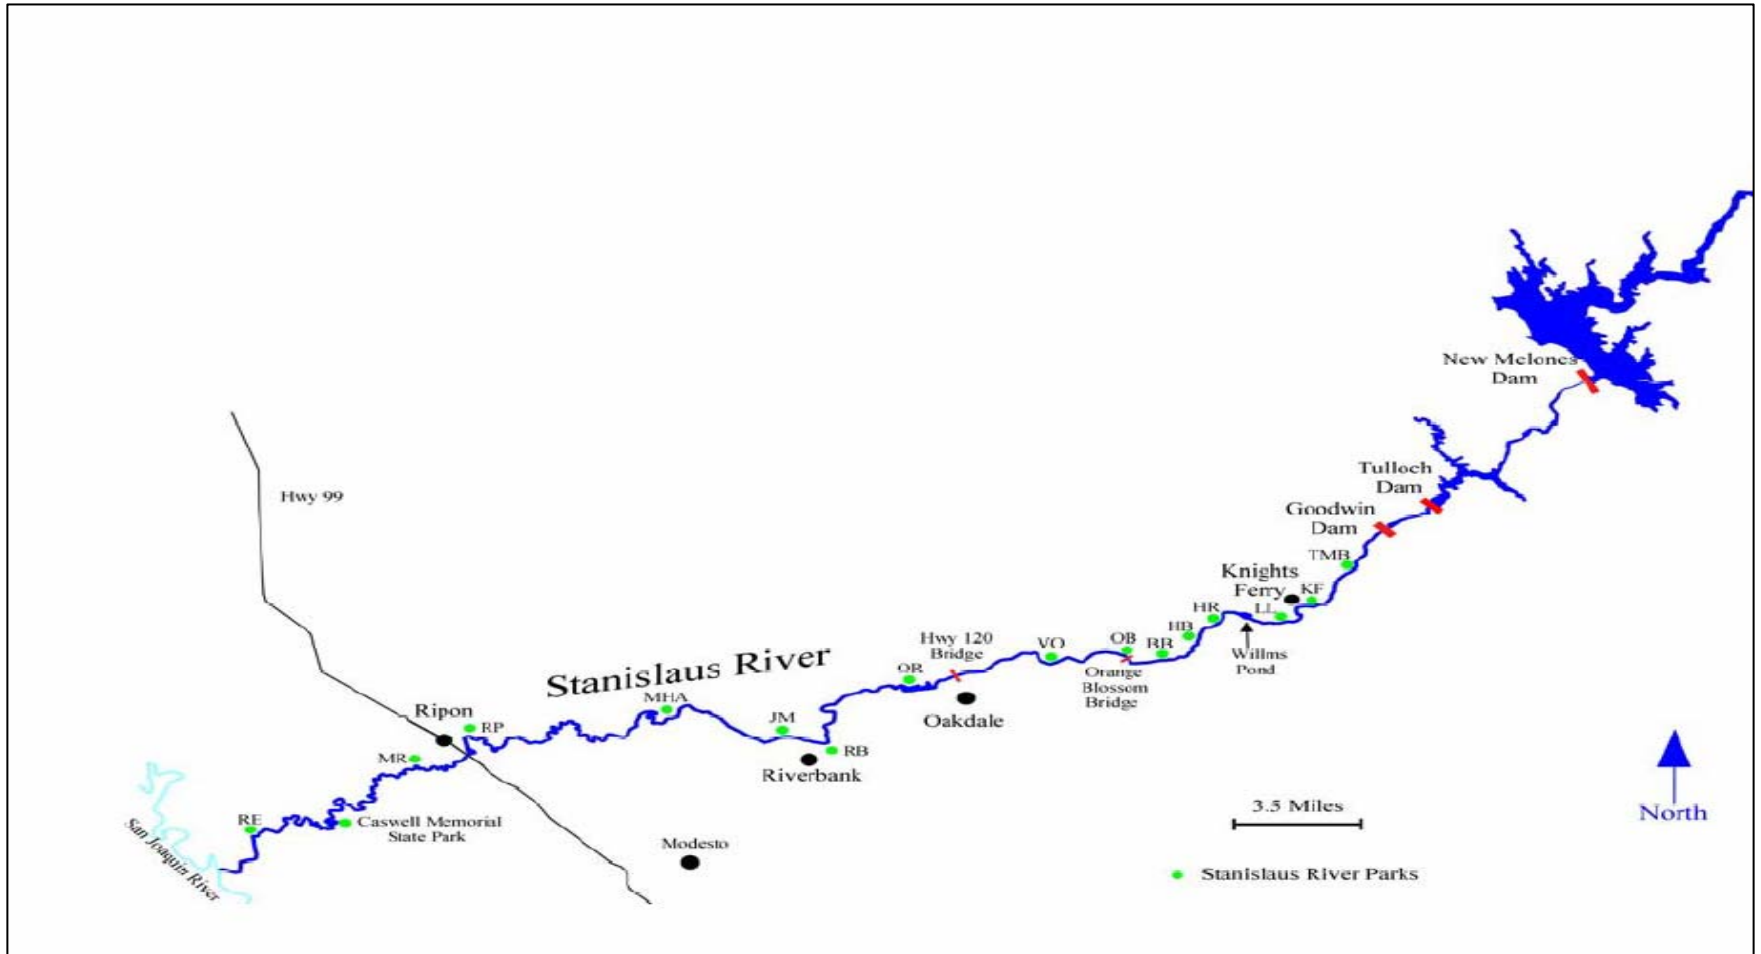 New Melones
Dam
Tulloch
Dam
Goodwin
Dam
Hwy 99
TMB
Knights
Ferry
KF
LL
HR
HB
Willms
Pond
Hwy 120
Bridge
VO
OB
BB
Orange
Blossom
Bridge
OR
Oakdale
Stanislaus River
MHA
JM
RB
Riverbank
Ripon
RP
MR
RE
Caswell Memorial
State Park
San Joaquin River
Modesto
3.5 Miles
North
Stanislaus River Parks